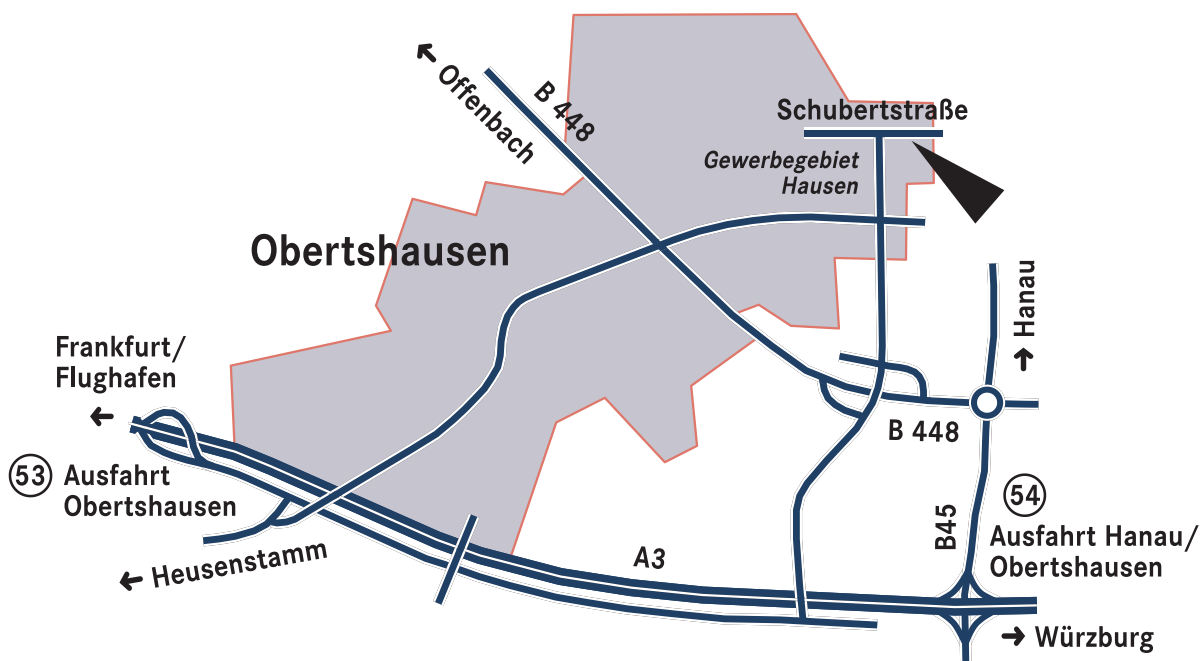 Offenbach
B 448
Schubertstraße
Gewerbegebiet
Hausen
Obertshausen
Hanau
Frankfurt/
Flughafen
B 448
53 Ausfahrt
Obertshausen
54
B45
Ausfahrt Hanau/
Obertshausen
A3
Heusenstamm
Würzburg